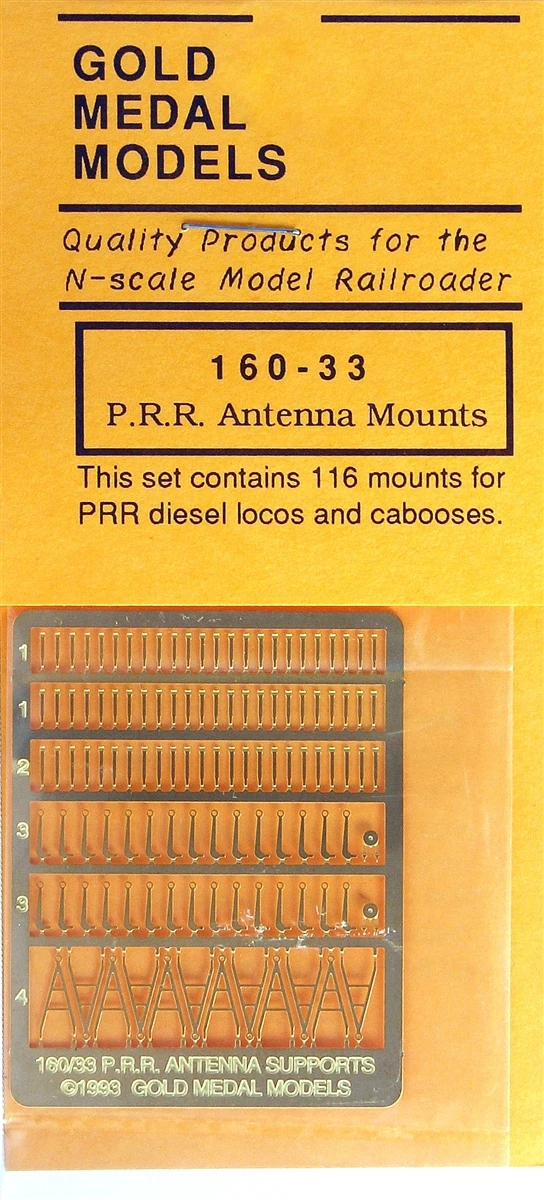 GOLD
MEDAL
MODELS
Quality Products for the
N-scale Model Railroader
160-33
P.R.R. Antenna Mounts
This set contains 116 mounts for
PRR diesel locos and cabooses.
1
1
2
3
3
4
160/33 P.R.R. ANTENNA SUPPORTS
©1993 GOLD MEDAL MODELS